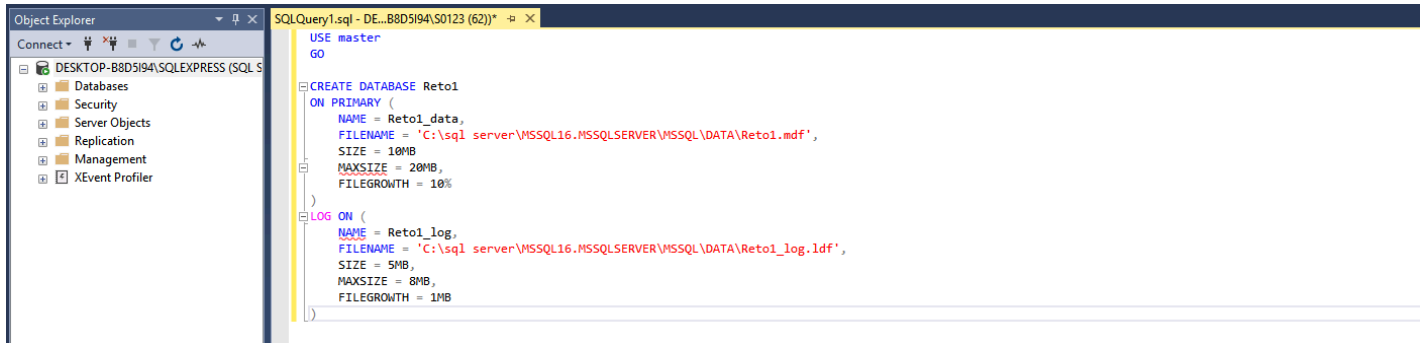 Object Explorer
Connect
DESKTOP-B8D5I94\SQLEXPRESS (SQL S
Databases
Security
Server Objects
Replication
Management
XEvent Profiler
SQLQuery1.sql - DE...B8D5I94\S0123 (62))*
USE master
GO
CREATE DATABASE Reto1
ON PRIMARY (
NAME = Reto1_data,
FILENAME = 'C:\sql server\MSSQL16.MSSQLSERVER\MSSQL\DATA\Reto1.mdf',
SIZE = 10MB
MAXSIZE = 20MB,
FILEGROWTH = 10%
)
LOG ON (
NAME = Reto1_log,
FILENAME = 'C:\sql server\MSSQL16.MSSQLSERVER\MSSQL\DATA\Reto1_log.ldf',
SIZE = 5MB,
MAXSIZE = 8MB,
FILEGROWTH = 1MB
)